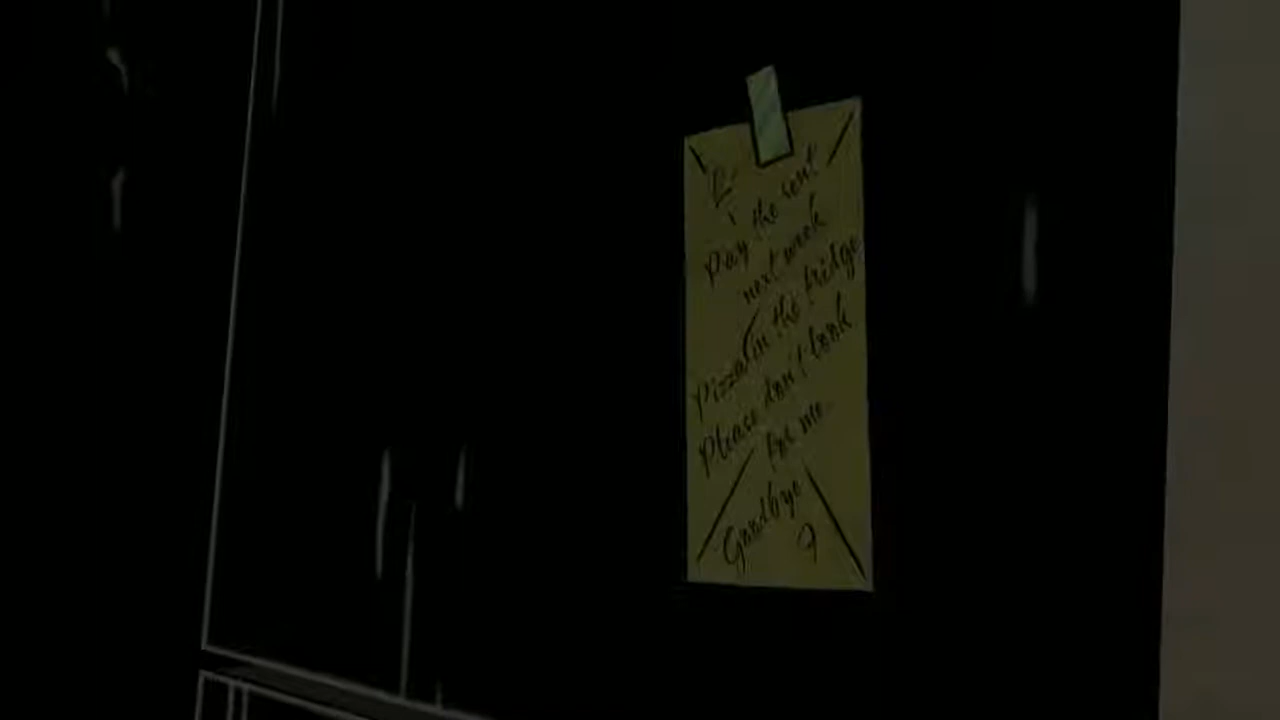 Pay the rent
next week
Pizza in the fridge
Please don't look
for me
Goodbye